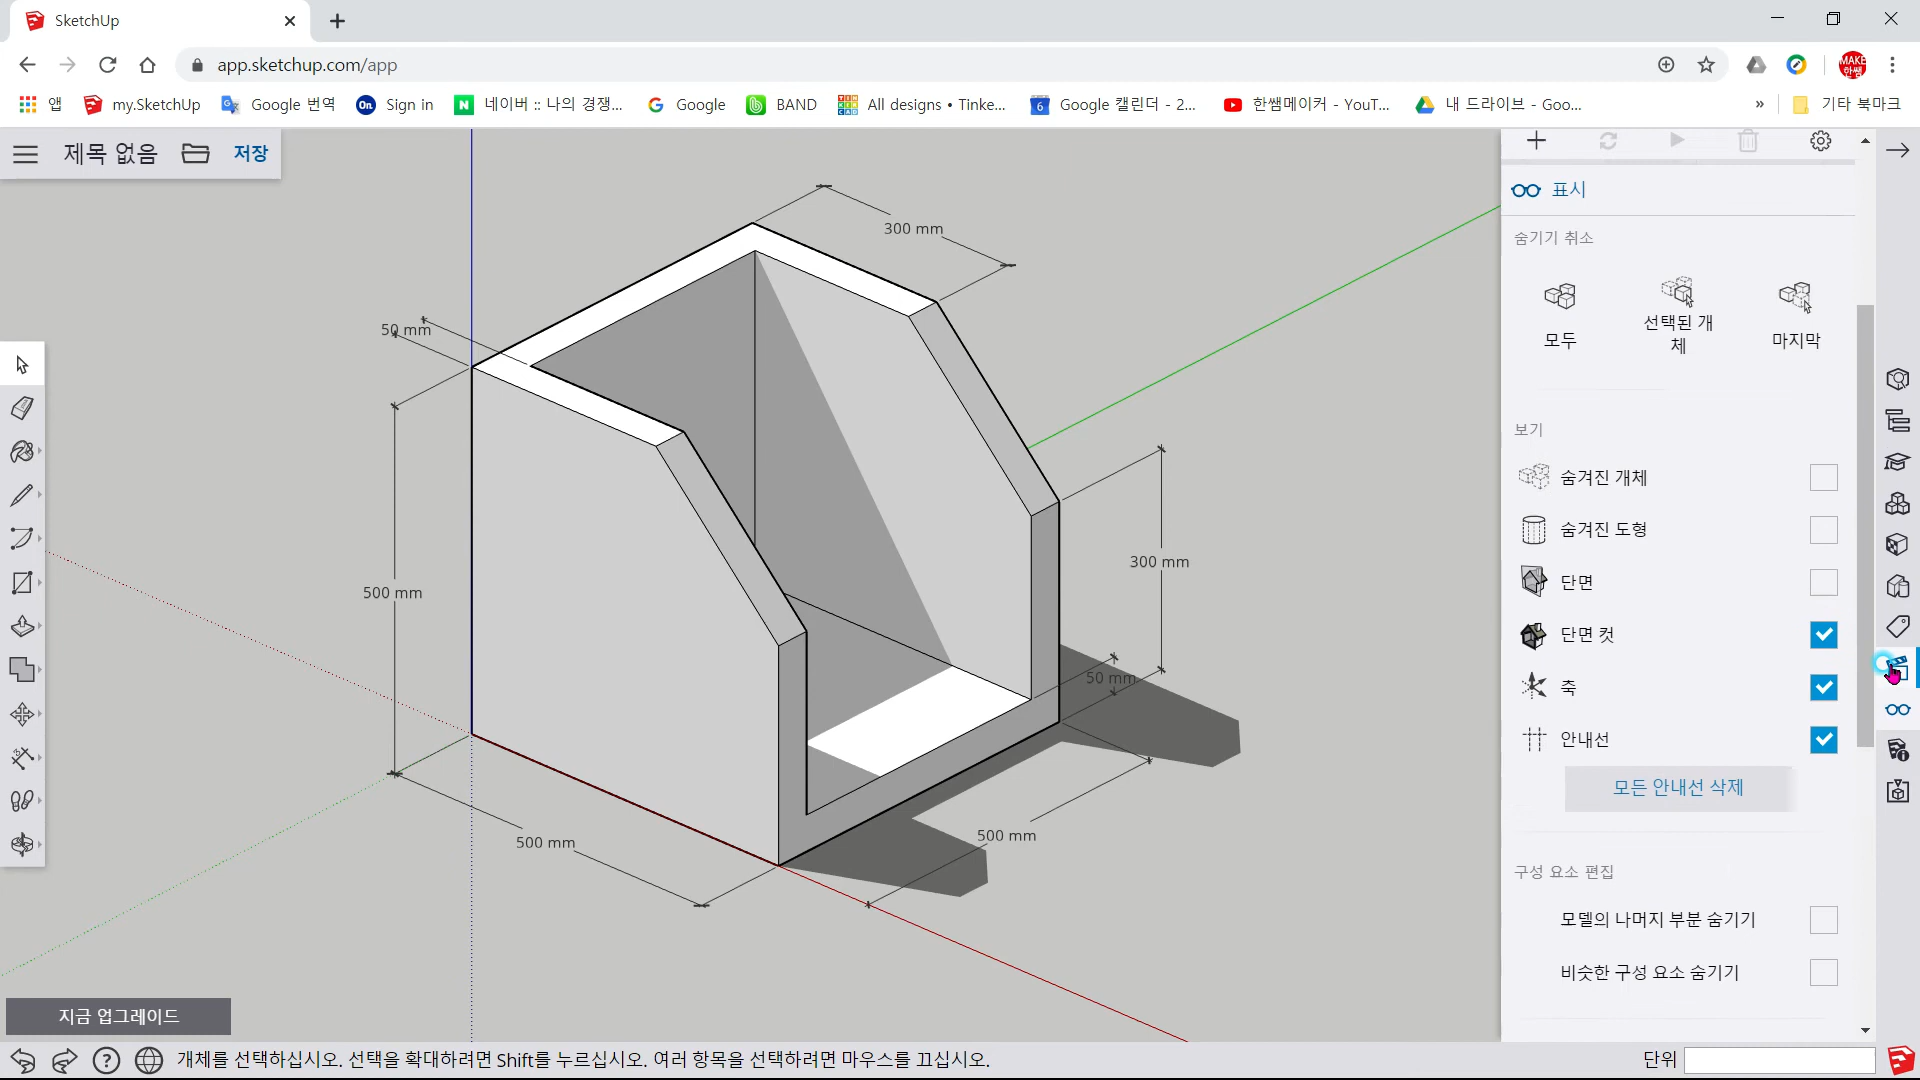 SketchUp
app.sketchup.com/app
MAKE
한쌤
앱
my.SketchUp
Google 번역
On
Sign in
N
네이버 :: 나의 경쟁...
Google
BAND
TIN
KER
CAD
All designs • Tinke...
6
Google 캘린더 - 2...
한쌤메이커 - YouT...
내 드라이브 - Goo...
»
기타 북마크
제목 없음
저장
표시
숨기기 취소
모두
선택된 개
체
마지막
보기
숨겨진 개체
숨겨진 도형
단면
단면 컷
축
안내선
모든 안내선 삭제
구성 요소 편집
모델의 나머지 부분 숨기기
비슷한 구성 요소 숨기기
300 mm
50 mm
500 mm
300 mm
50 mm
500 mm
500 mm
지금 업그레이드
개체를 선택하십시오. 선택을 확대하려면 Shift를 누르십시오. 여러 항목을 선택하려면 마우스를 끄십시오.
단위